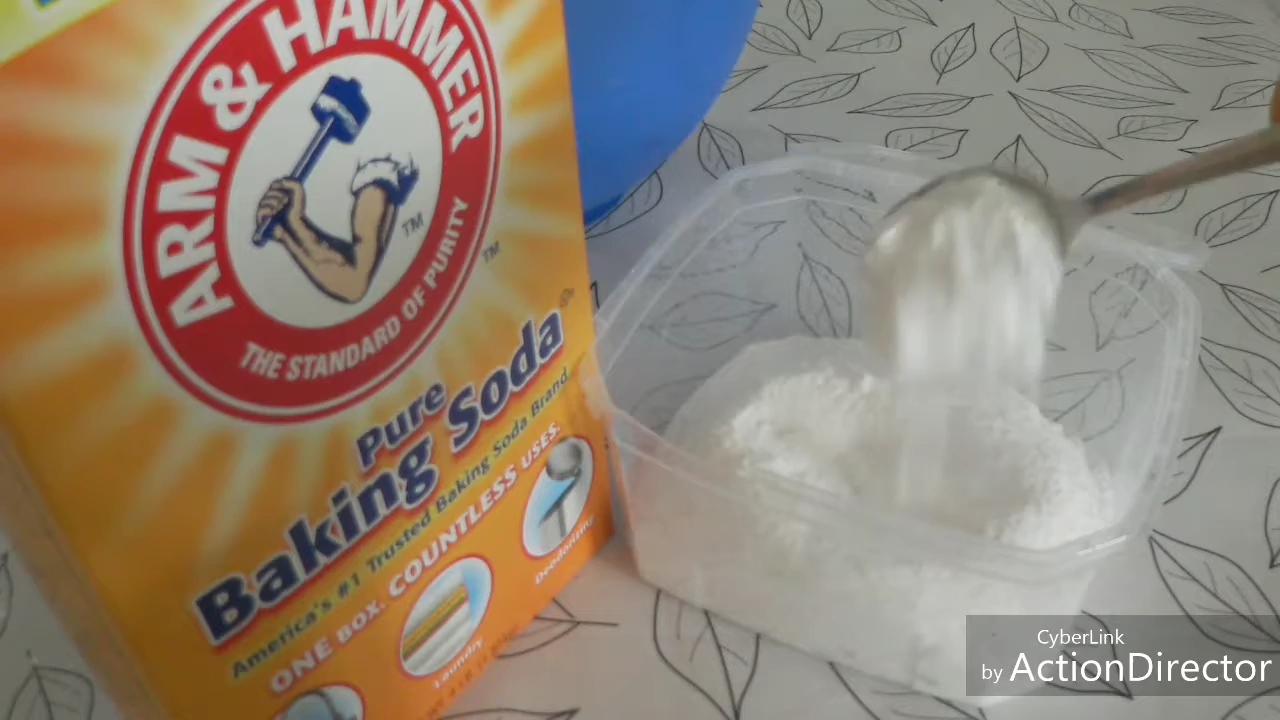 ARM & HAMMER
TM
TM
THE STANDARD OF PURITY
Pure
Baking Soda
America's #1 Trusted Baking Soda Brand
ONE BOX. COUNTLESS USES.
Deodorizing
Laundry
CyberLink
by ActionDirector